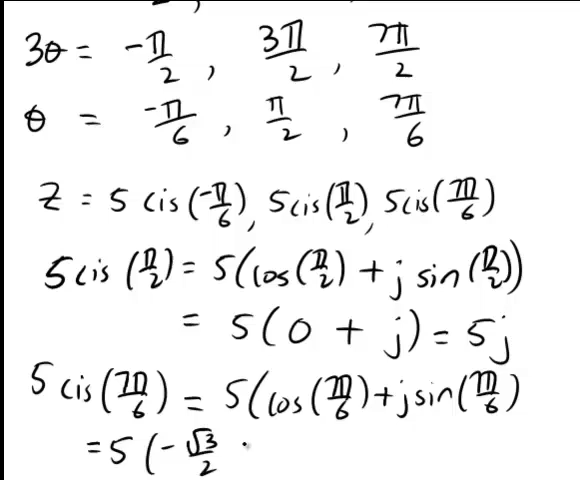 3θ = -π/2 , 3π/2 , 7π/2
θ = -π/6 , π/2 , 7π/6
z = 5 cis(-π/6), 5cis(π/2), 5cis(7π/6)
5cis(π/2) = 5(cos(π/2) + j sin(π/2))
= 5(0 + j) = 5j
5cis(7π/6) = 5(cos(7π/6) + j sin(7π/6)
= 5(-√3/2